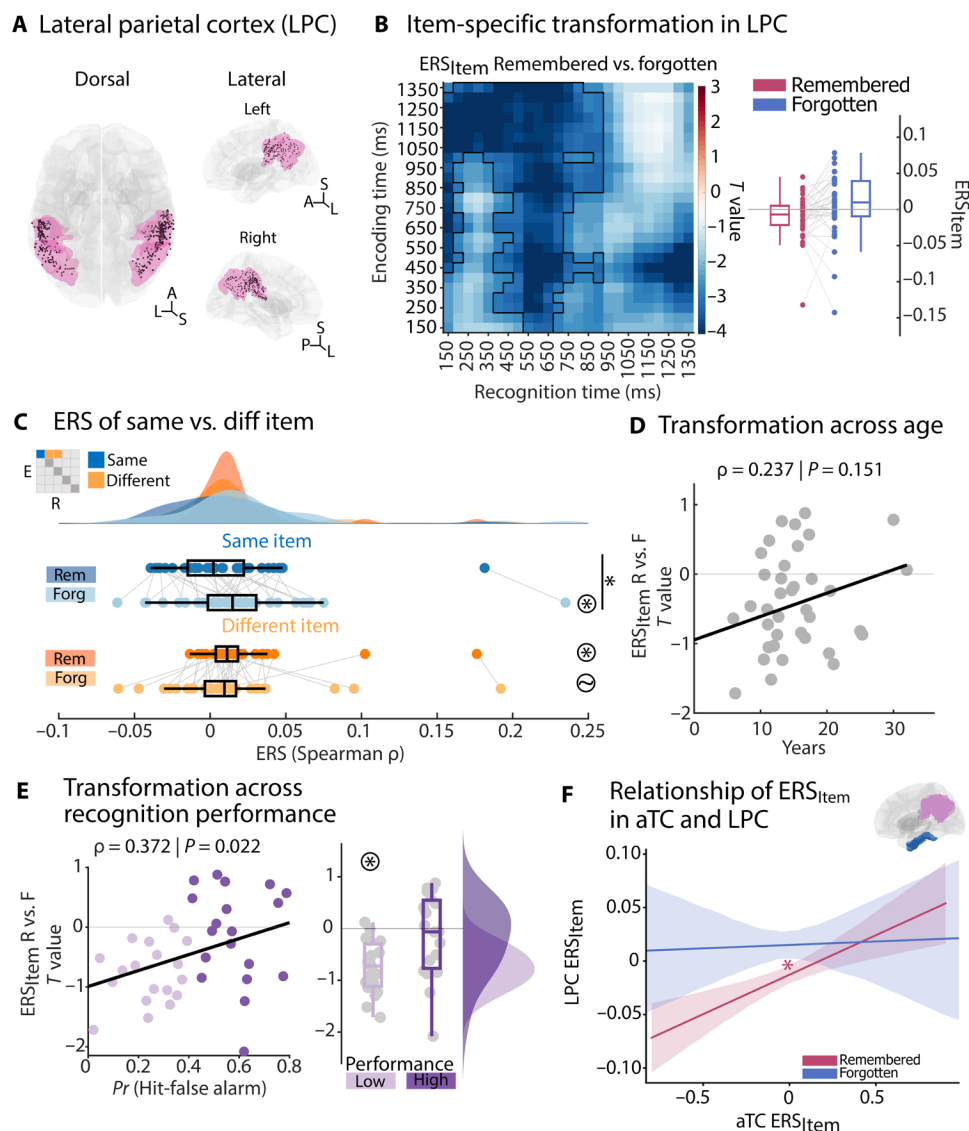 A Lateral parietal cortex (LPC)
Dorsal
Lateral
Left
A S L
Right
S P L
A L S
B Item-specific transformation in LPC
ERSItem Remembered vs. forgotten
Encoding time (ms)
1350
1250
1150
1050
950
850
750
650
550
450
350
250
150
150 250 350 450 550 650 750 850 950 1050 1150 1250 1350
Recognition time (ms)
3
2
1
0
−1
−2
−3
−4
T value
Remembered
Forgotten
0.1
0.05
0
−0.05
−0.1
−0.15
ERSItem
C ERS of same vs. diff item
E
R
Same
Different
Same item
Rem
Forg
*
Different item
Rem
Forg
−0.1 −0.05 0 0.05 0.1 0.15 0.2 0.25
ERS (Spearman ρ)
D Transformation across age
ρ = 0.237 | P = 0.151
ERSItem R vs. F
T value
1
0
−1
−2
0 10 20 30
Years
E Transformation across
recognition performance
ρ = 0.372 | P = 0.022
ERSItem R vs. F
T value
1
0
−1
−2
0 0.2 0.4 0.6 0.8
Pr (Hit-false alarm)
1
0
−1
−2
*
Performance
Low High
F Relationship of ERSItem
in aTC and LPC
LPC ERSItem
0.10
0.05
0
−0.05
−0.10
*
Remembered
Forgotten
−0.5 0 0.5
aTC ERSItem